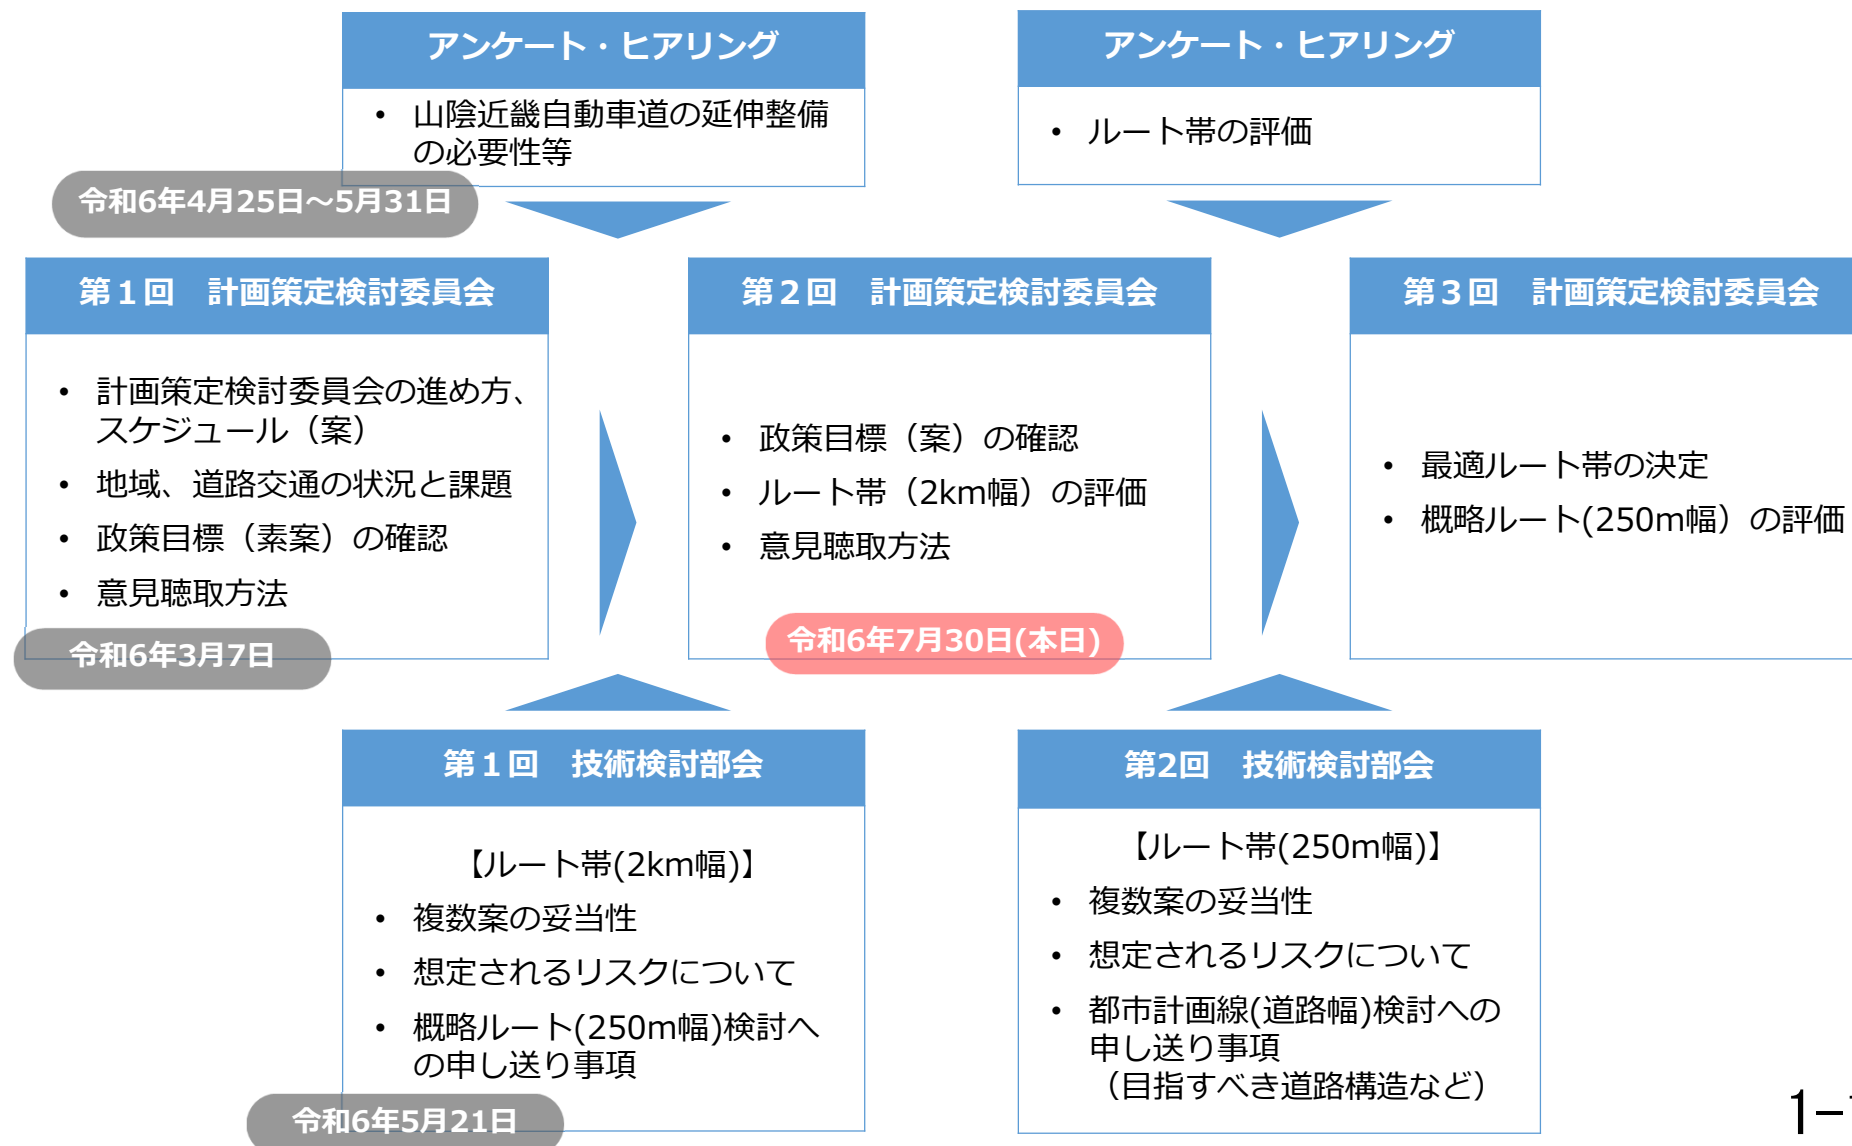 アンケート・ヒアリング
• 山陰近畿自動車道の延伸整備
の必要性等
令和6年4月25日～5月31日
アンケート・ヒアリング
• ルート帯の評価
第１回　計画策定検討委員会
• 計画策定検討委員会の進め方、
スケジュール（案）
• 地域、道路交通の状況と課題
• 政策目標（素案）の確認
• 意見聴取方法
令和6年3月7日
第２回　計画策定検討委員会
• 政策目標（案）の確認
• ルート帯（2km幅）の評価
• 意見聴取方法
令和6年7月30日(本日)
第３回　計画策定検討委員会
• 最適ルート帯の決定
• 概略ルート(250m幅）の評価
第１回　技術検討部会
【ルート帯(2km幅)】
• 複数案の妥当性
• 想定されるリスクについて
• 概略ルート(250m幅)検討へ
の申し送り事項
令和6年5月21日
第2回　技術検討部会
【ルート帯(250m幅)】
• 複数案の妥当性
• 想定されるリスクについて
• 都市計画線(道路幅)検討への
申し送り事項
（目指すべき道路構造など）
1-